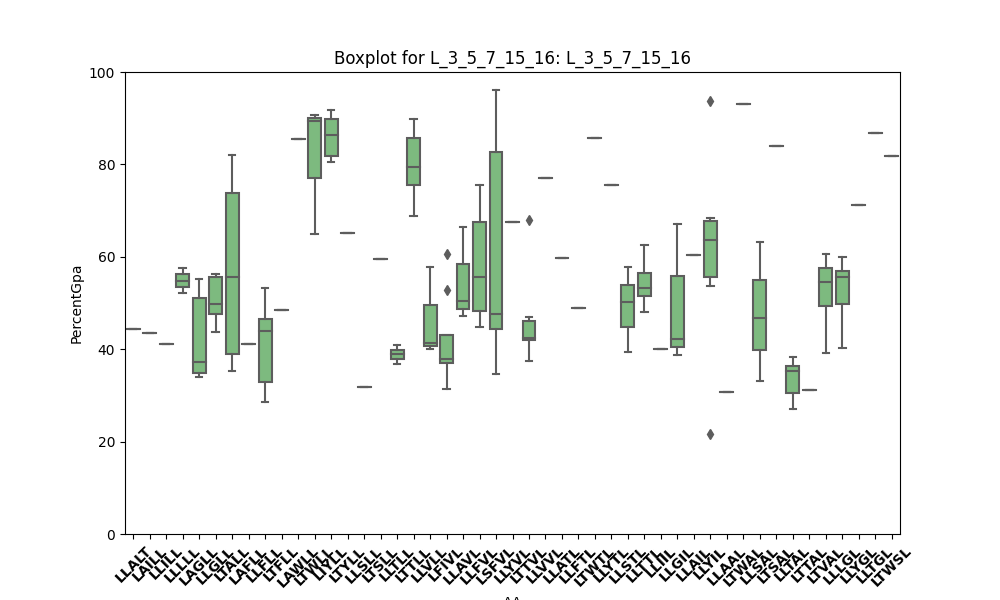 Boxplot for L_3_5_7_15_16: L_3_5_7_15_16
PercentGpa
100
80
60
40
20
0
LLALT LAILL LLILL LLLLL LAGLL LLGLL LTALL LAFLL LLFLL LTFLL LAWLL LTWLL LIYLL LTYLL LLSLL LTSLL LLTLL LTTLL LLVLL LFIVL LLAVL LLFVL LSFVL LLYVL LTTVL LLVVL LLATL LLFTL LTWTL LLYTL LLSTL LLTTL LLIIL LLGIL LLAIL LLYIL LLAAL LTWAL LLSAL LTSAL LLTAL LTTAL LTVAL LLLGL LLYGL LTYGL LTWSL